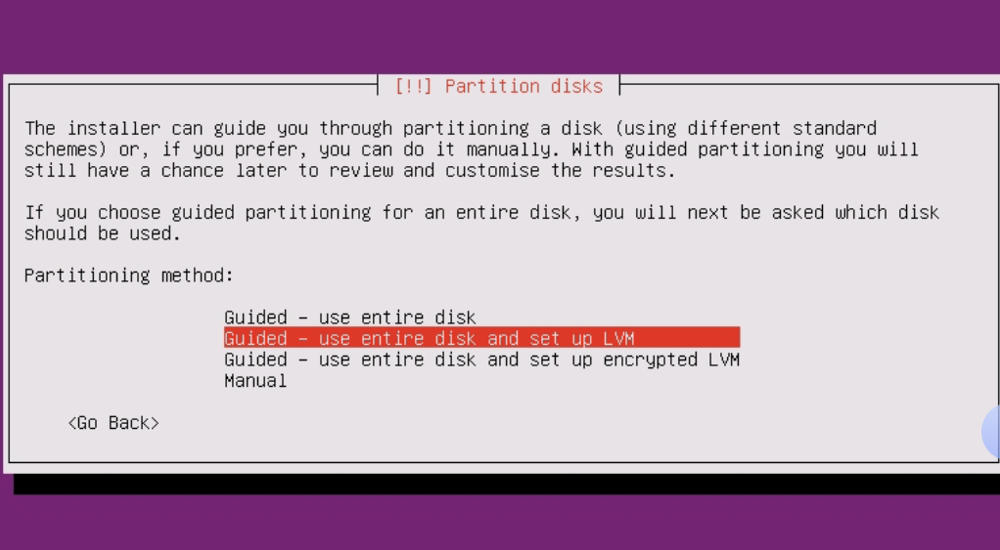 [!!] Partition disks
The installer can guide you through partitioning a disk (using different standard
schemes) or, if you prefer, you can do it manually. With guided partitioning you will
still have a chance later to review and customise the results.
If you choose guided partitioning for an entire disk, you will next be asked which disk
should be used.
Partitioning method:
Guided – use entire disk
Guided – use entire disk and set up LVM
Guided – use entire disk and set up encrypted LVM
Manual
<Go Back>